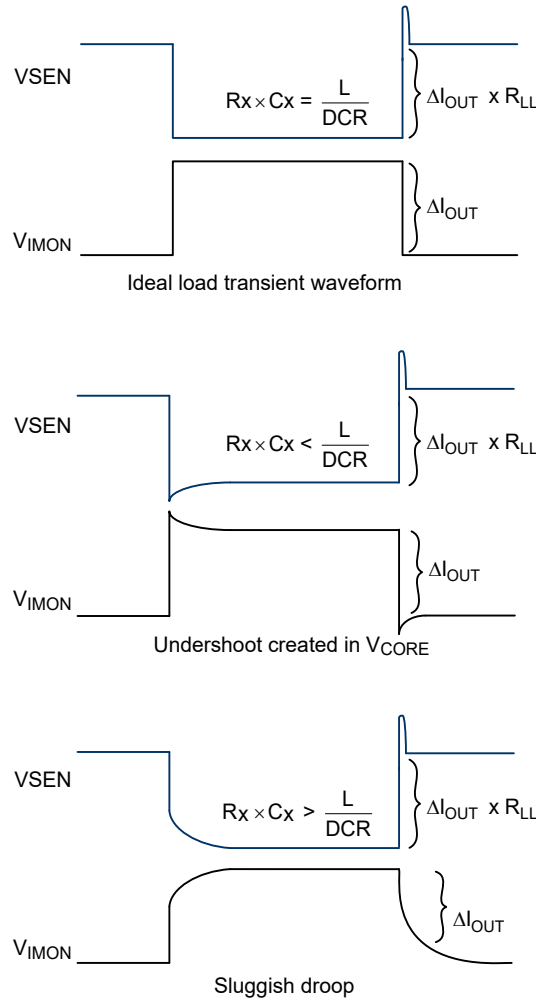 VSEN
Rx × Cx = L/DCR
ΔIOUT x RLL
VIMON
ΔIOUT
Ideal load transient waveform
VSEN
Rx × Cx < L/DCR
ΔIOUT x RLL
VIMON
ΔIOUT
Undershoot created in VCORE
VSEN
Rx × Cx > L/DCR
ΔIOUT x RLL
VIMON
ΔIOUT
Sluggish droop